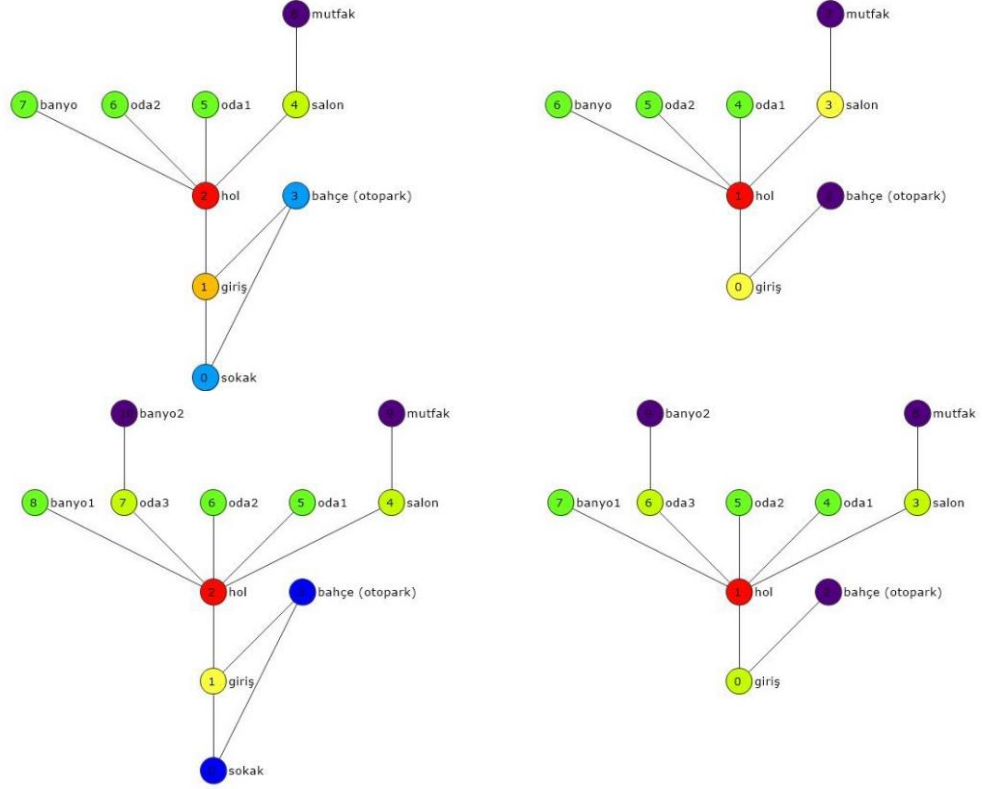 mutfak
7 banyo
6 oda2
5 oda1
4 salon
2 hol
3 bahçe (otopark)
1 giriş
0 sokak
mutfak
6 banyo
5 oda2
4 oda1
3 salon
1 hol
bahçe (otopark)
0 giriş
banyo2
9 mutfak
8 banyo1
7 oda3
6 oda2
5 oda1
4 salon
2 hol
bahçe (otopark)
1 giriş
sokak
banyo2
8 mutfak
7 banyo1
6 oda3
5 oda2
4 oda1
3 salon
1 hol
bahçe (otopark)
0 giriş